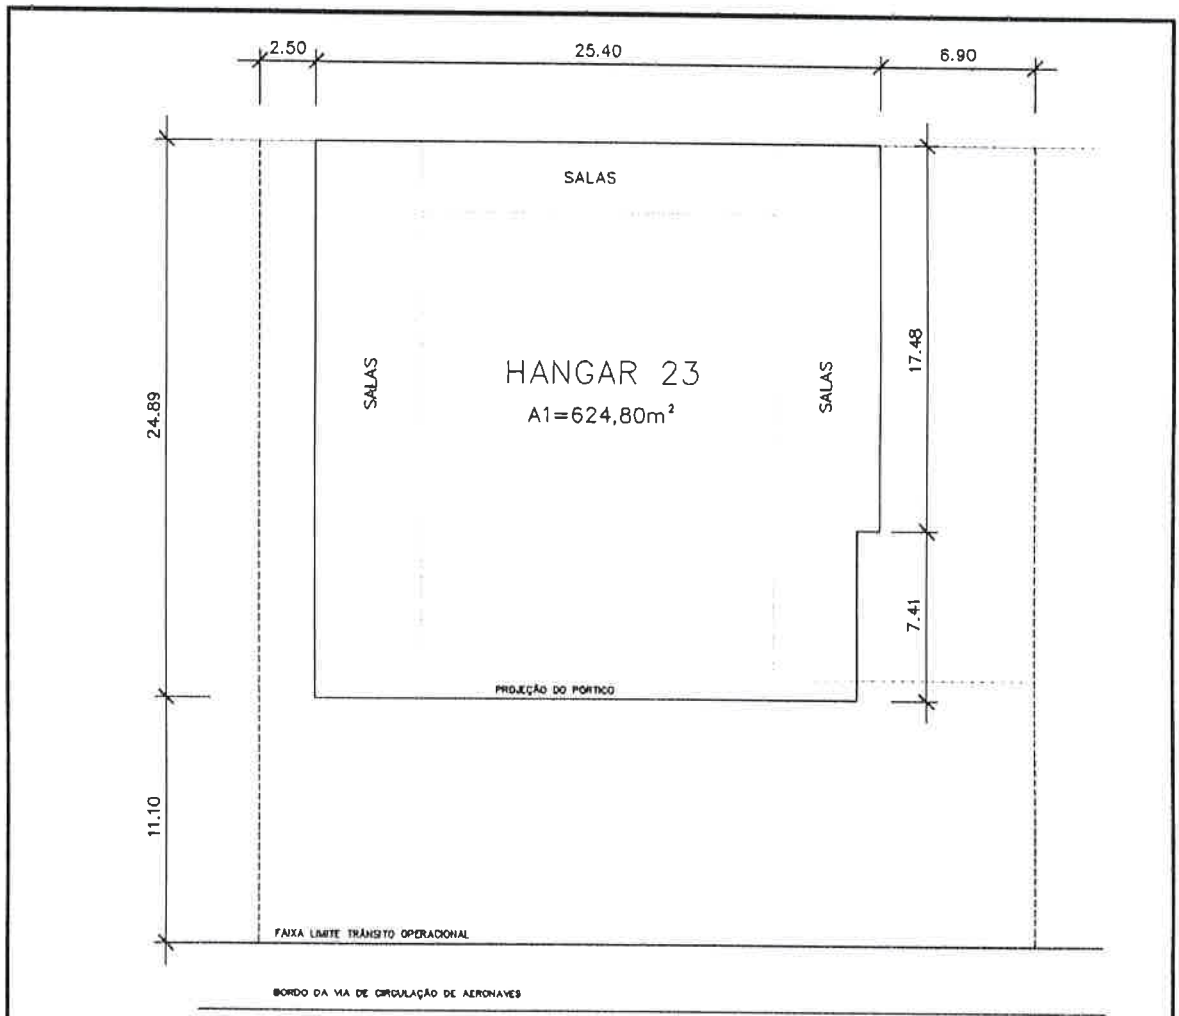 2.50
25.40
6.90
SALAS
17.48
HANGAR 23
SALAS
SALAS
24.89
A1=624,80m²
7.41
PROJEÇÃO DO PÓRTICO
11.10
FAIXA LIMITE TRÂNSITO OPERACIONAL
BORDO DA VIA DE CIRCULAÇÃO DE AERONAVES